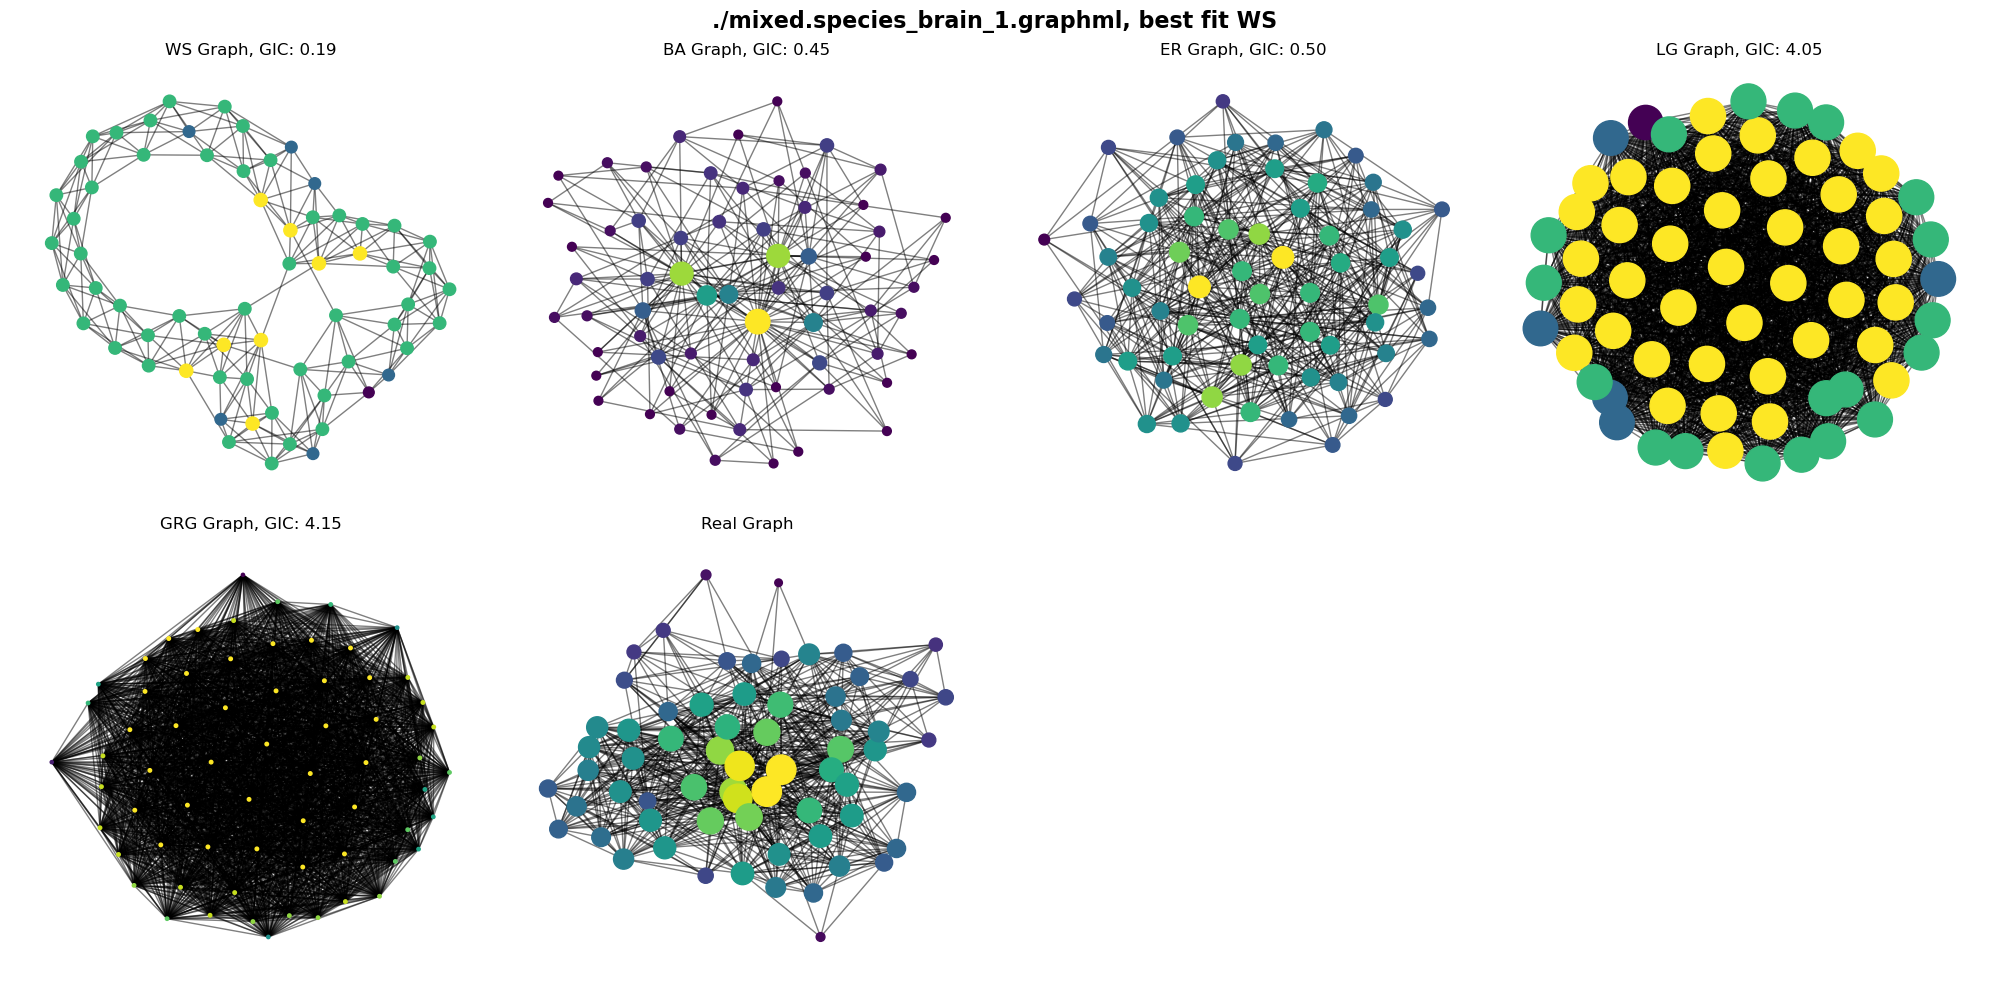 ./mixed.species_brain_1.graphml, best fit WS
WS Graph, GIC: 0.19
BA Graph, GIC: 0.45
ER Graph, GIC: 0.50
LG Graph, GIC: 4.05
GRG Graph, GIC: 4.15
Real Graph